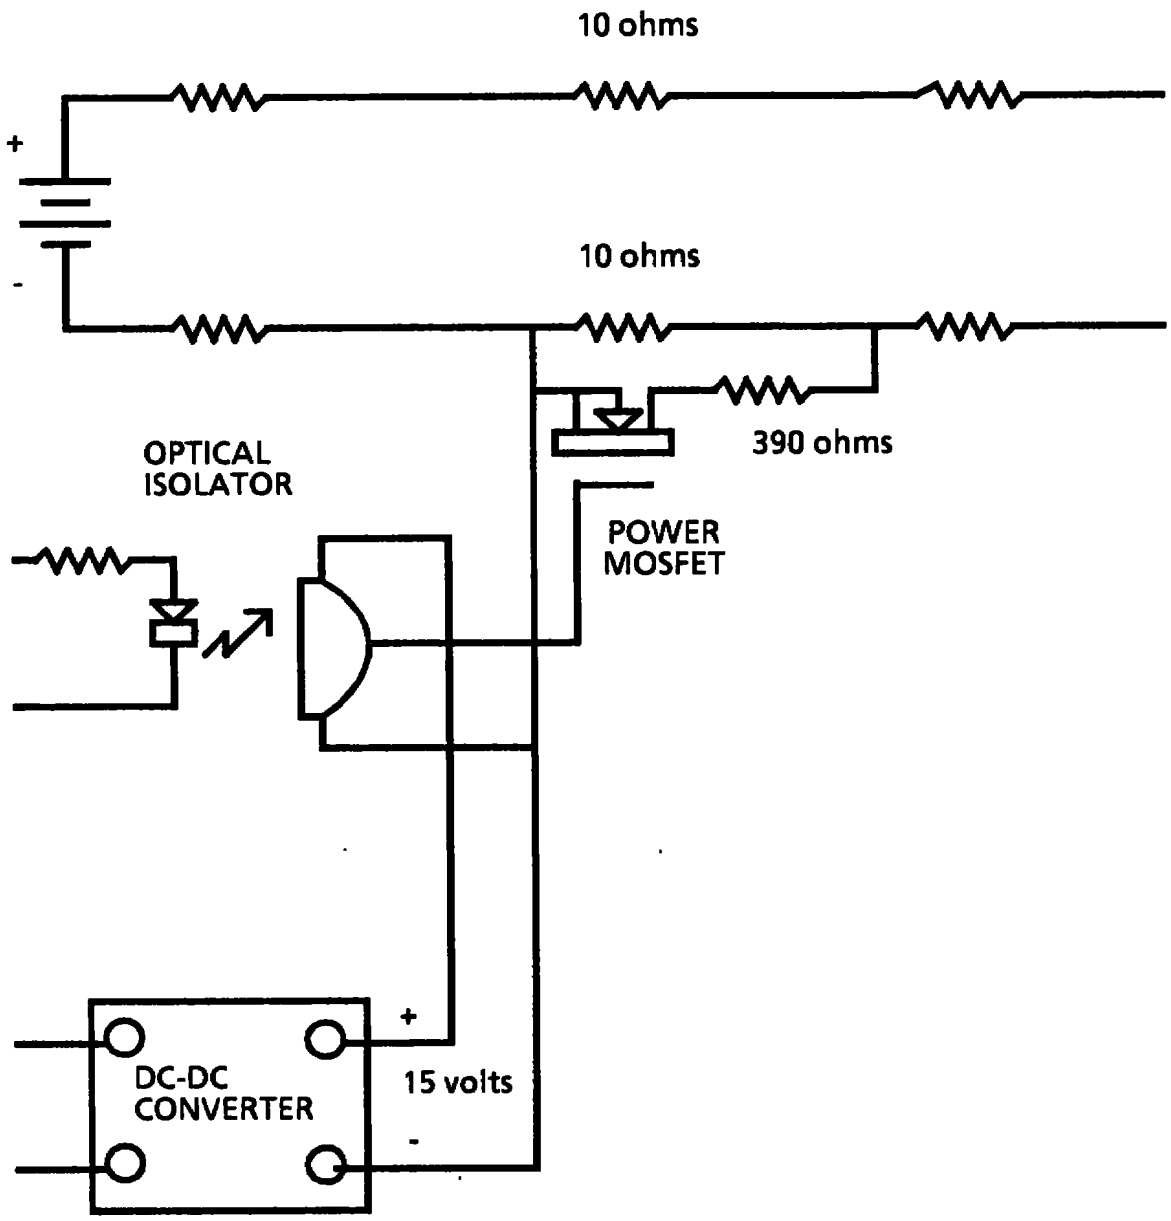 10 ohms
+
-
10 ohms
390 ohms
OPTICAL
ISOLATOR
POWER
MOSFET
+
15 volts
-
DC-DC
CONVERTER